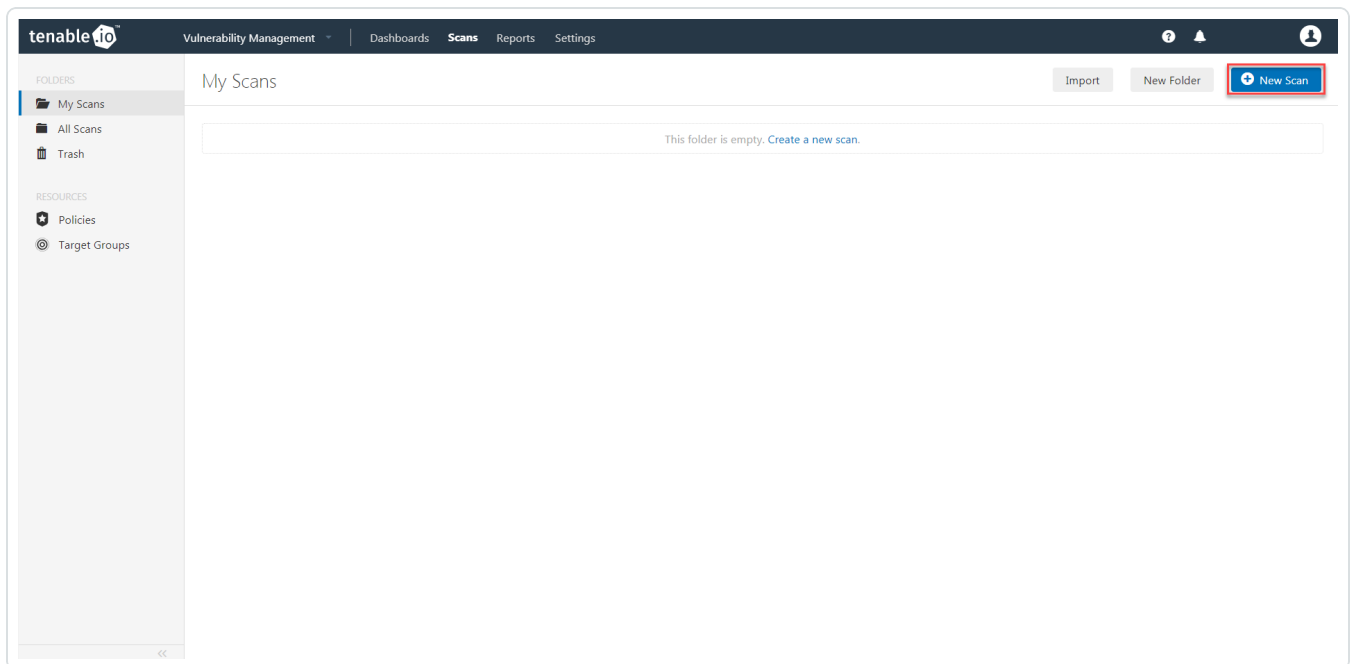 tenable.io™ Vulnerability Management Dashboards Scans Reports Settings
FOLDERS
My Scans
All Scans
Trash
RESOURCES
Policies
Target Groups
My Scans Import New Folder New Scan
This folder is empty. Create a new scan.